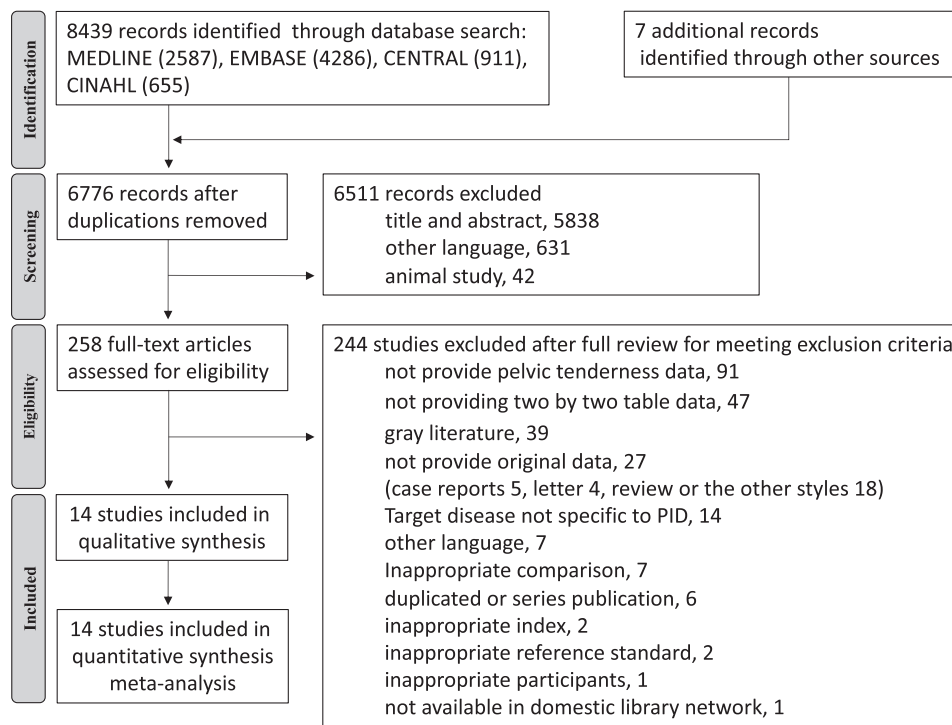 Identification
8439 records identified through database search:
MEDLINE (2587), EMBASE (4286), CENTRAL (911),
CINAHL (655)
7 additional records
identified through other sources
Screening
6776 records after
duplications removed
6511 records excluded
title and abstract, 5838
other language, 631
animal study, 42
Eligibility
258 full-text articles
assessed for eligibility
244 studies excluded after full review for meeting exclusion criteria
not provide pelvic tenderness data, 91
not providing two by two table data, 47
gray literature, 39
not provide original data, 27
(case reports 5, letter 4, review or the other styles 18)
Target disease not specific to PID, 14
other language, 7
Inappropriate comparison, 7
duplicated or series publication, 6
inappropriate index, 2
inappropriate reference standard, 2
inappropriate participants, 1
not available in domestic library network, 1
Included
14 studies included in
qualitative synthesis
14 studies included in
quantitative synthesis
meta-analysis